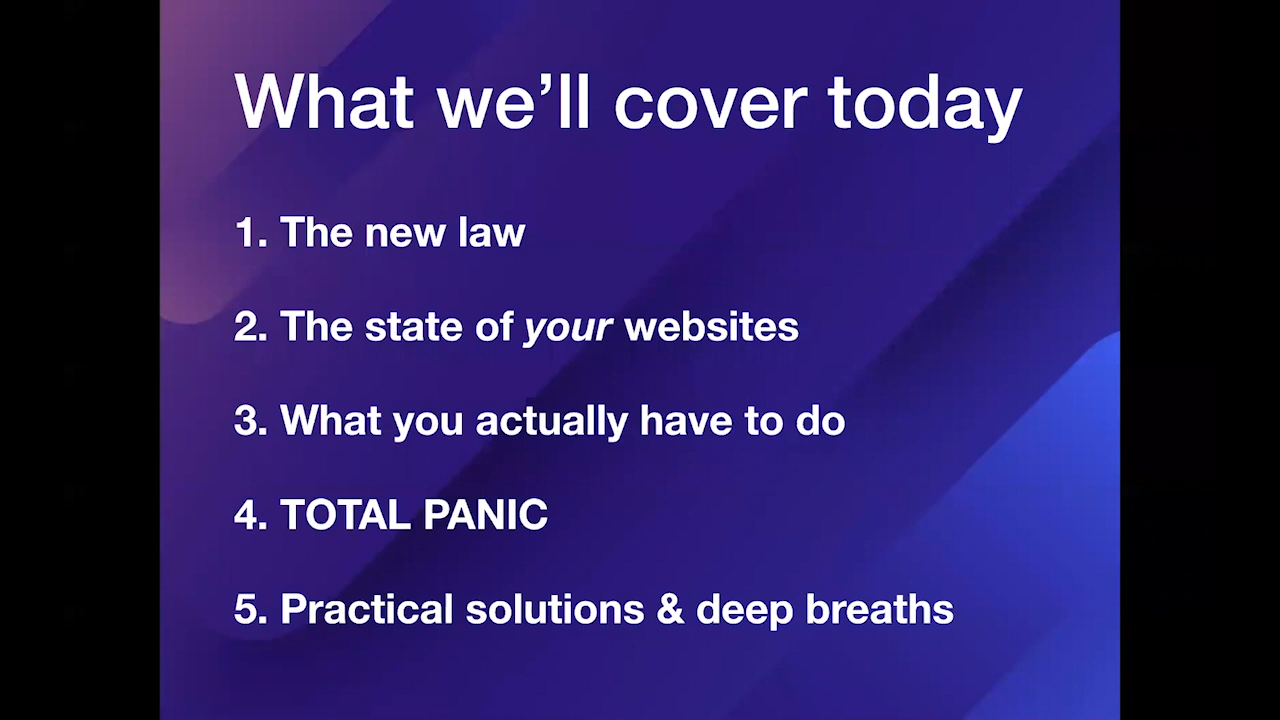 What we’ll cover today
1. The new law
2. The state of your websites
3. What you actually have to do
4. TOTAL PANIC
5. Practical solutions & deep breaths